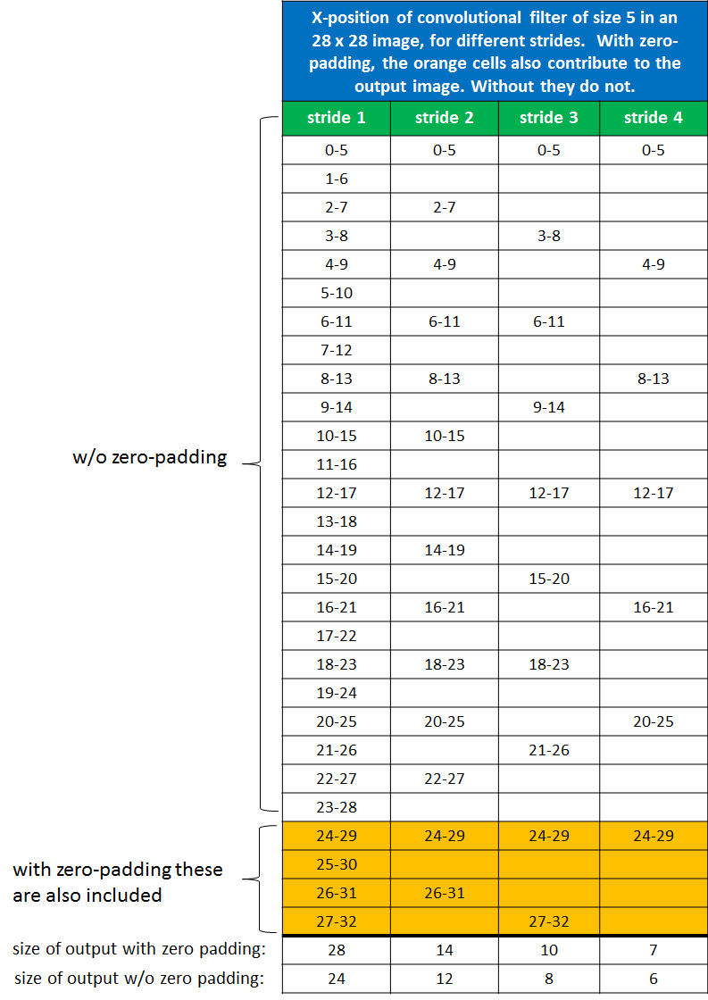 X-position of convolutional filter of size 5 in an
28 x 28 image, for different strides. With zero-
padding, the orange cells also contribute to the
output image. Without they do not.
stride 1 stride 2 stride 3 stride 4
0-5 0-5 0-5 0-5
1-6
2-7 2-7
3-8 3-8
4-9 4-9 4-9
5-10
6-11 6-11 6-11
7-12
8-13 8-13 8-13
9-14 9-14
10-15 10-15
w/o zero-padding
11-16
12-17 12-17 12-17 12-17
13-18
14-19 14-19
15-20 15-20
16-21 16-21 16-21
17-22
18-23 18-23 18-23
19-24
20-25 20-25 20-25
21-26 21-26
22-27 22-27
23-28
24-29 24-29 24-29 24-29
with zero-padding these
are also included
25-30
26-31 26-31
27-32 27-32
size of output with zero padding: 28 14 10 7
size of output w/o zero padding: 24 12 8 6